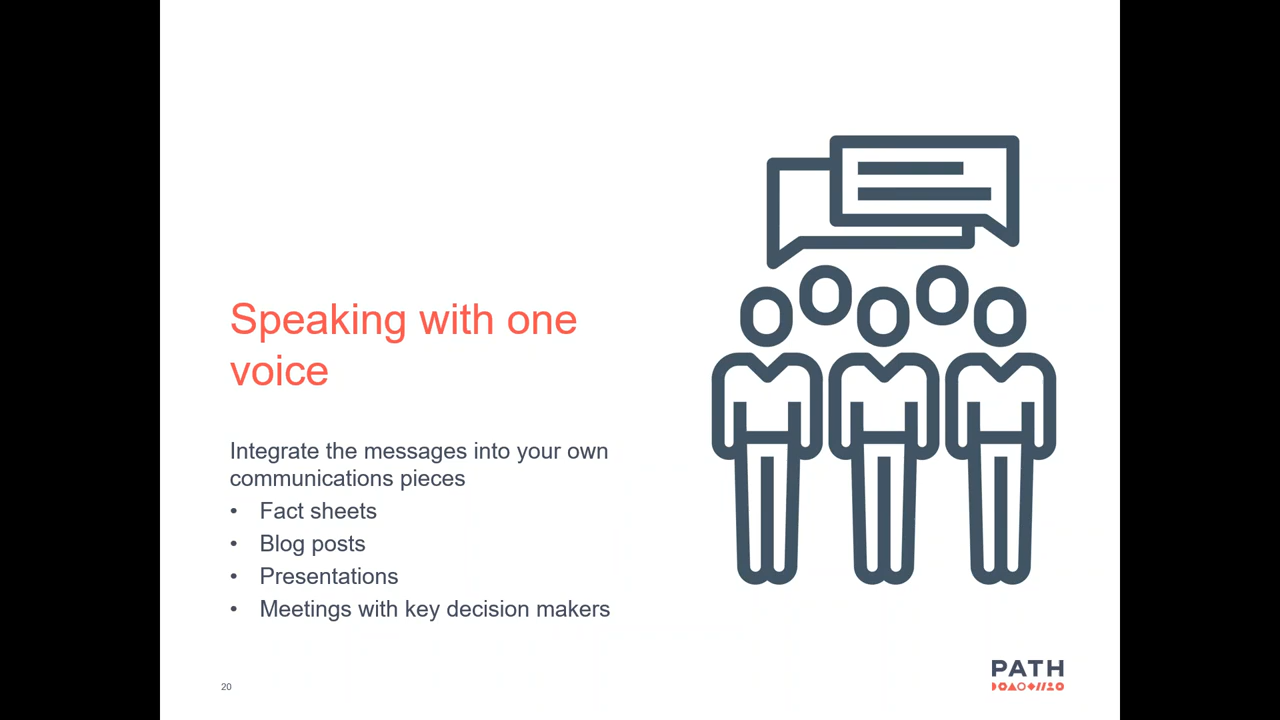 Speaking with one
voice
Integrate the messages into your own
communications pieces
• Fact sheets
• Blog posts
• Presentations
• Meetings with key decision makers
20
PATH